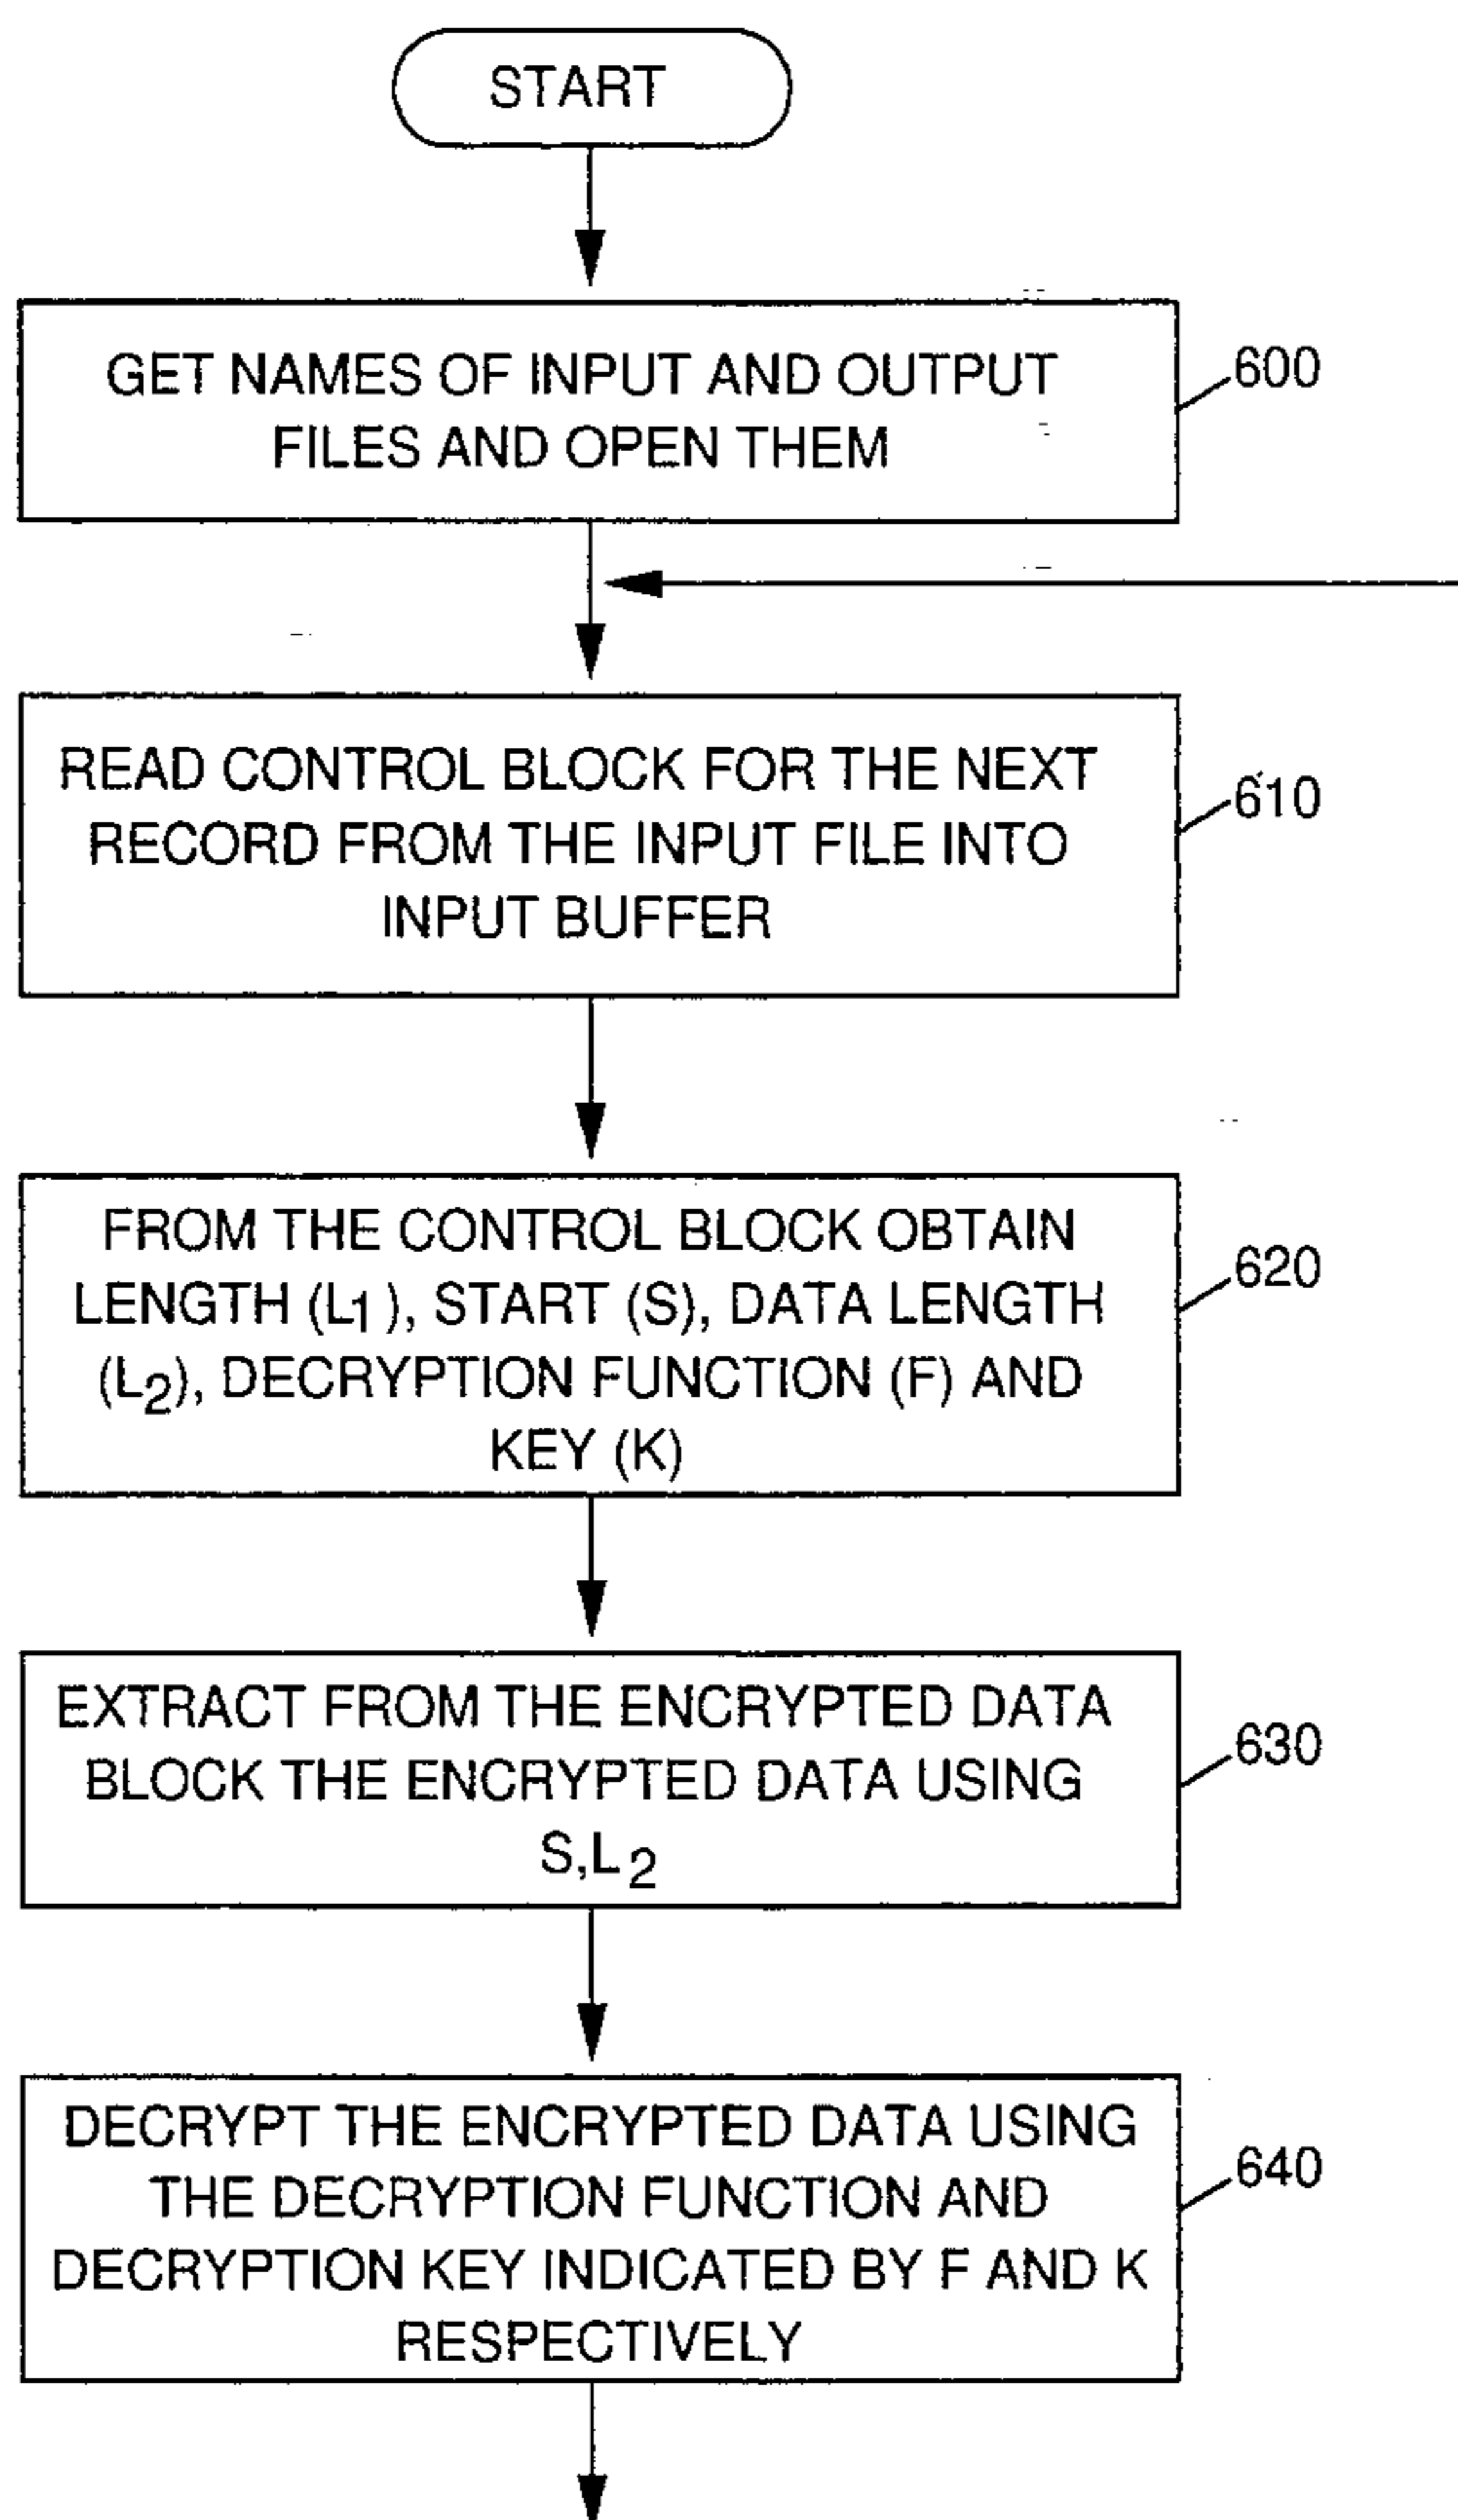 START
GET NAMES OF INPUT AND OUTPUT
FILES AND OPEN THEM
600
READ CONTROL BLOCK FOR THE NEXT
RECORD FROM THE INPUT FILE INTO
INPUT BUFFER
610
FROM THE CONTROL BLOCK OBTAIN
LENGTH (L1), START (S), DATA LENGTH
(L2), DECRYPTION FUNCTION (F) AND
KEY (K)
620
EXTRACT FROM THE ENCRYPTED DATA
BLOCK THE ENCRYPTED DATA USING
S,L2
630
DECRYPT THE ENCRYPTED DATA USING
THE DECRYPTION FUNCTION AND
DECRYPTION KEY INDICATED BY F AND K
RESPECTIVELY
640